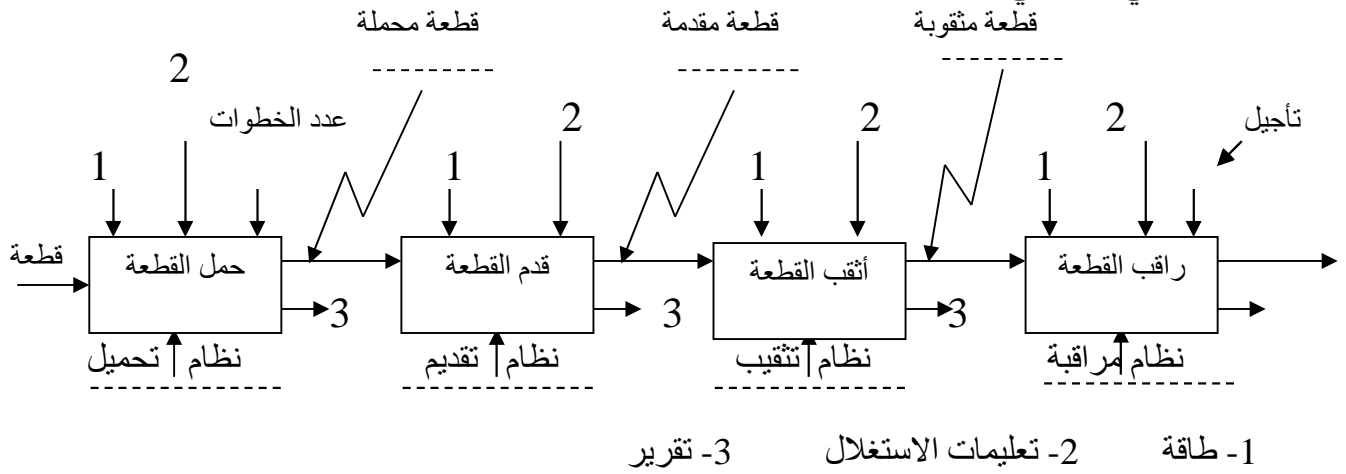 قطعة محملة
قطعة مقدمة
قطعة مثقوبة
2
عدد الخطوات
2
2
2
تأجيل
1
1
1
1
قطعة
حمل القطعة
قدم القطعة
أثقب القطعة
راقب القطعة
3
3
3
نظام تحميل
نظام تقديم
نظام تثقيب
نظام مراقبة
1- طاقة 2- تعليمات الاستغلال 3- تقرير